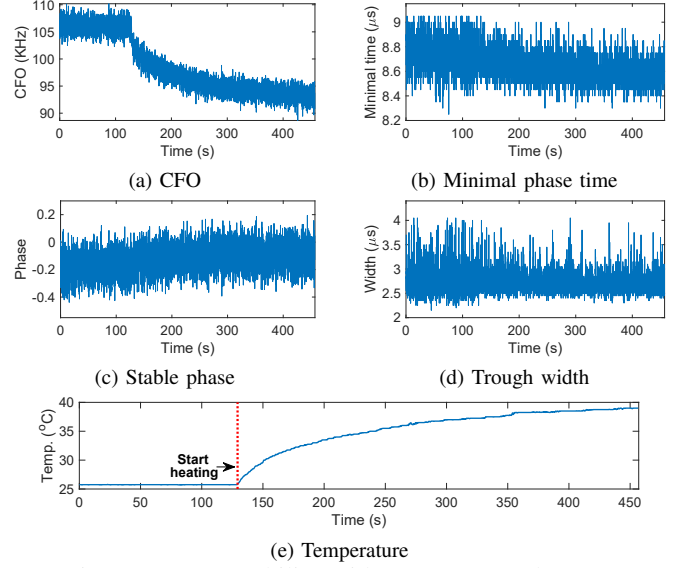 CFO (KHz)
110
105
100
95
90
0 100 200 300 400
Time (s)
(a) CFO
Minimal time (μs)
9
8.8
8.6
8.4
8.2
0 100 200 300 400
Time (s)
(b) Minimal phase time
Phase
0.2
0
-0.2
-0.4
0 100 200 300 400
Time (s)
(c) Stable phase
Width (μs)
4
3.5
3
2.5
2
0 100 200 300 400
Time (s)
(d) Trough width
Temp. (°C)
40
35
30
25
Start
heating
0 50 100 150 200 250 300 350 400 450
Time (s)
(e) Temperature